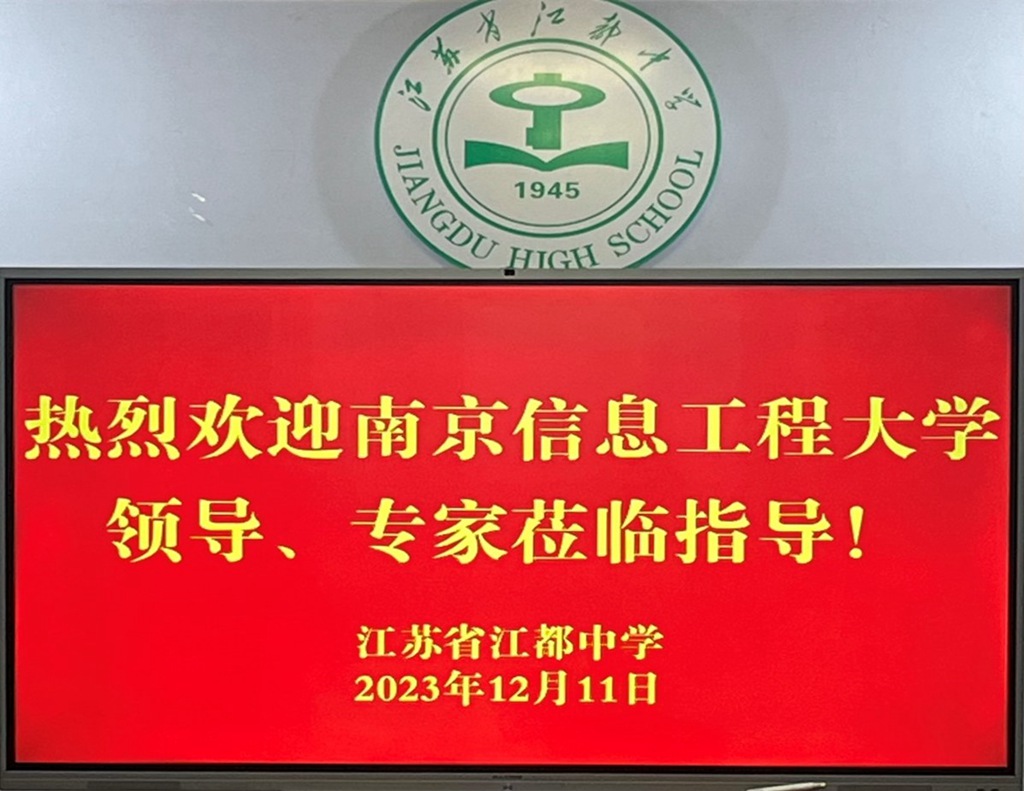 江苏省江都中学
1945
JIANGDU HIGH SCHOOL
热烈欢迎南京信息工程大学
领导、专家莅临指导!
江苏省江都中学
2023年12月11日